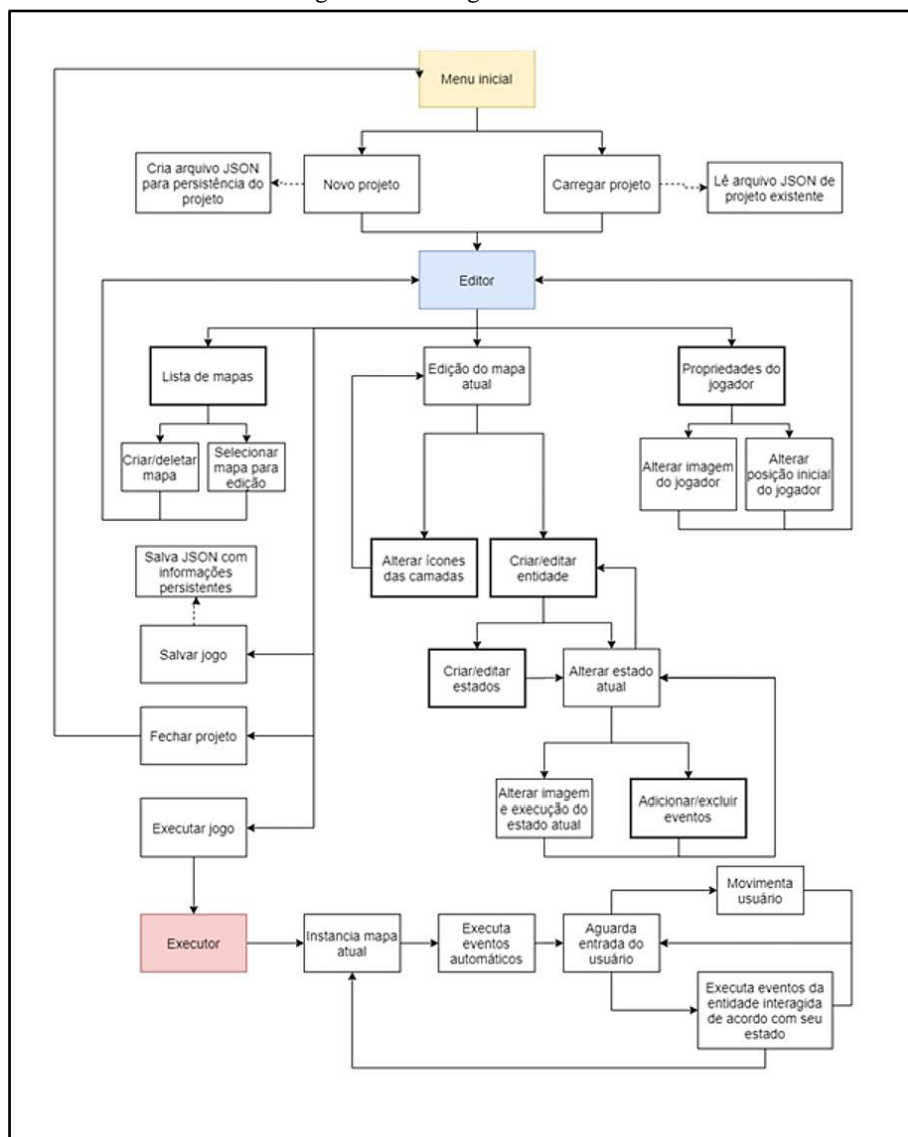 Menu inicial
Cria arquivo JSON
para persistência do
projeto
Novo projeto
Carregar projeto
Lê arquivo JSON de
projeto existente
Editor
Lista de mapas
Edição do mapa
atual
Propriedades do
jogador
Criar/deletar
mapa
Selecionar
mapa para
edição
Alterar imagem
do jogador
Alterar
posição inicial
do jogador
Salva JSON com
informações
persistentes
Alterar ícones
das camadas
Criar/editar
entidade
Salvar jogo
Criar/editar
estados
Alterar estado
atual
Fechar projeto
Alterar imagem
e execução do
estado atual
Adicionar/excluir
eventos
Executar jogo
Executor
Instancia mapa
atual
Executa
eventos
automáticos
Aguarda
entrada do
usuário
Movimenta
usuário
Executa eventos da
entidade interagida
de acordo com seu
estado